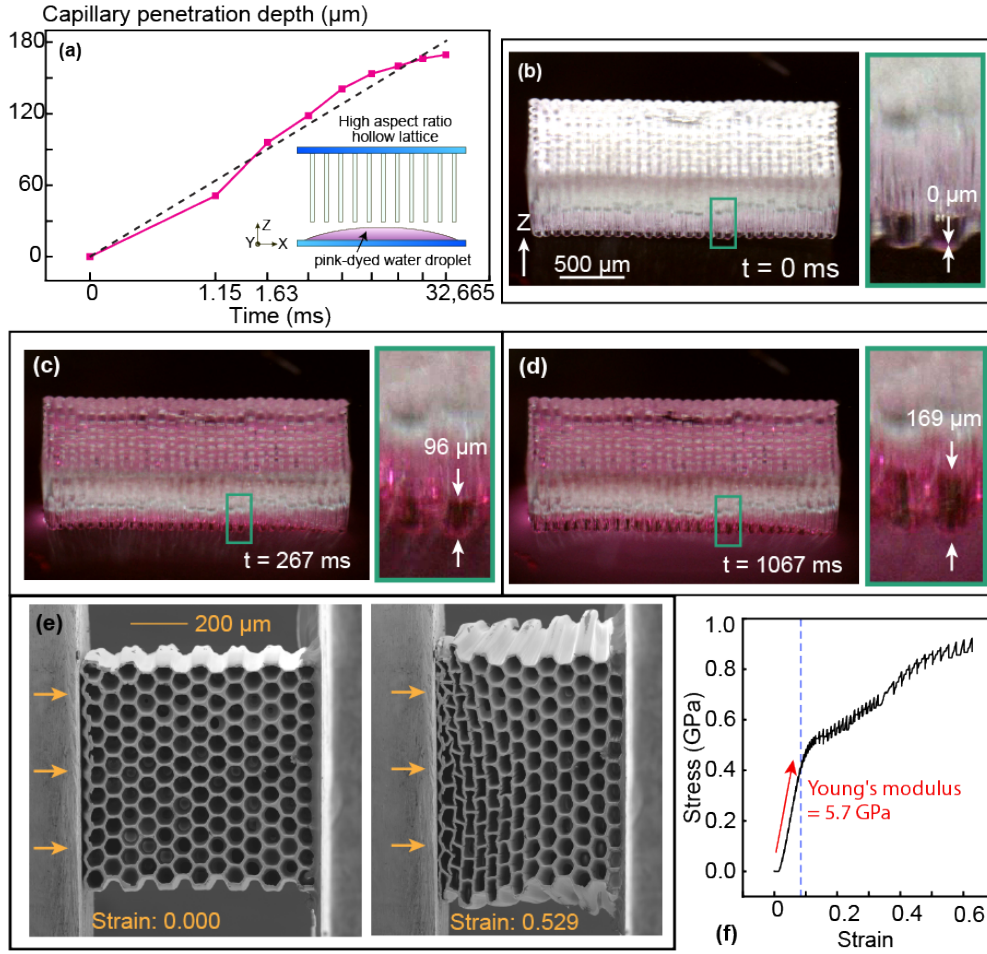 Capillary penetration depth (µm)
180
120
60
0
(a)
High aspect ratio
hollow lattice
Z
Y
X
pink-dyed water droplet
0
1.15
1.63
32,665
Time (ms)
(b)
Z
500 µm
t = 0 ms
0 µm
(c)
t = 267 ms
96 µm
(d)
t = 1067 ms
169 µm
(e)
200 µm
Strain: 0.000
Strain: 0.529
1.0
0.8
0.6
0.4
0.2
0.0
Stress (GPa)
Young's modulus
= 5.7 GPa
0
0.2
0.4
0.6
Strain
(f)